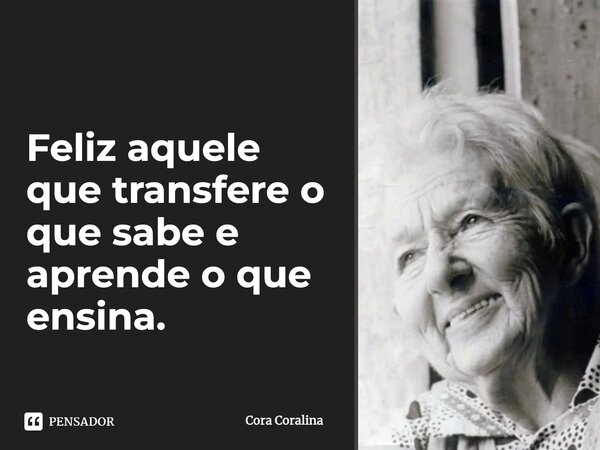 Feliz aquele
que transfere o
que sabe e
aprende o que
ensina.
PENSADOR
Cora Coralina